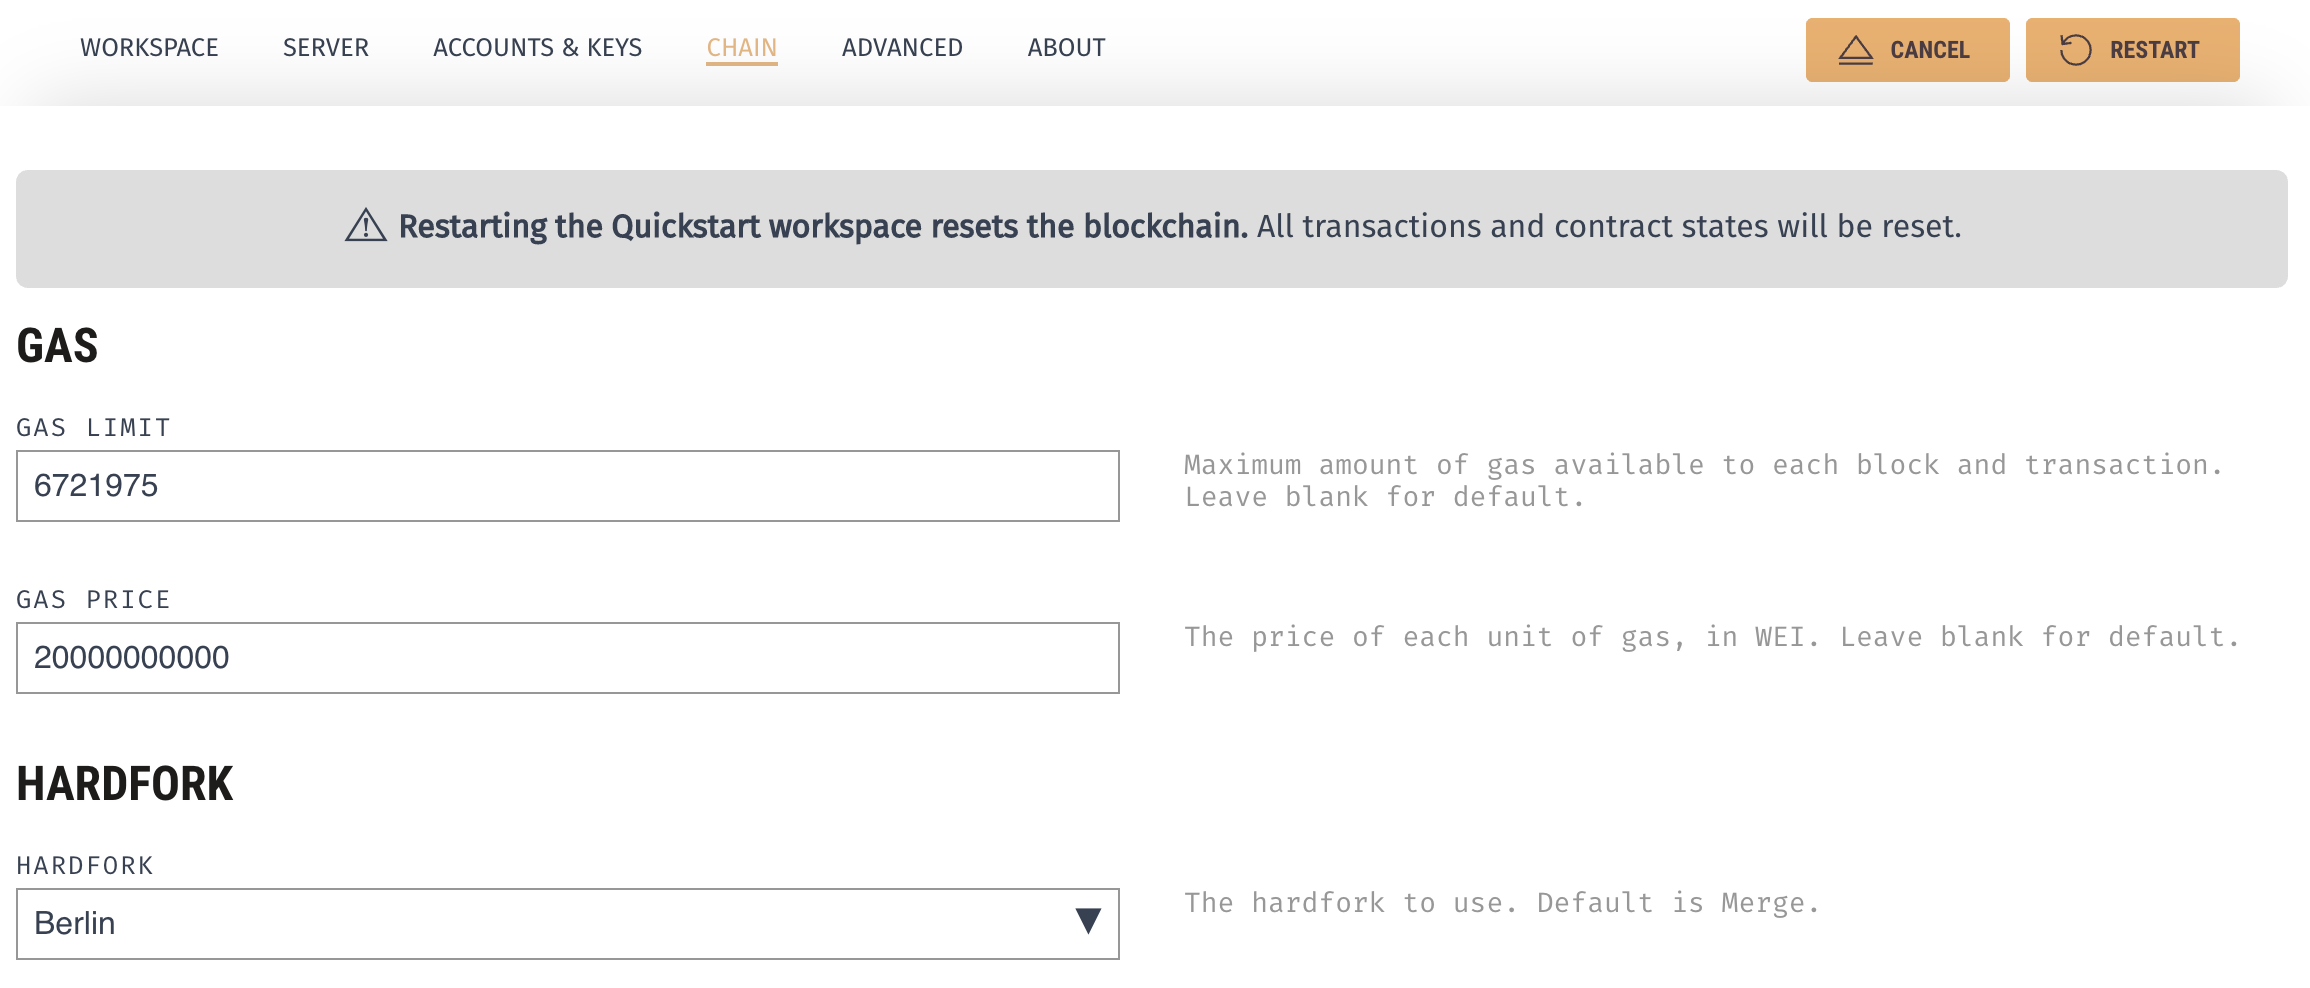 WORKSPACE SERVER ACCOUNTS & KEYS CHAIN ADVANCED ABOUT CANCEL RESTART
Restarting the Quickstart workspace resets the blockchain. All transactions and contract states will be reset.
GAS
GAS LIMIT
6721975
Maximum amount of gas available to each block and transaction.
Leave blank for default.
GAS PRICE
20000000000
The price of each unit of gas, in WEI. Leave blank for default.
HARDFORK
HARDFORK
Berlin
The hardfork to use. Default is Merge.